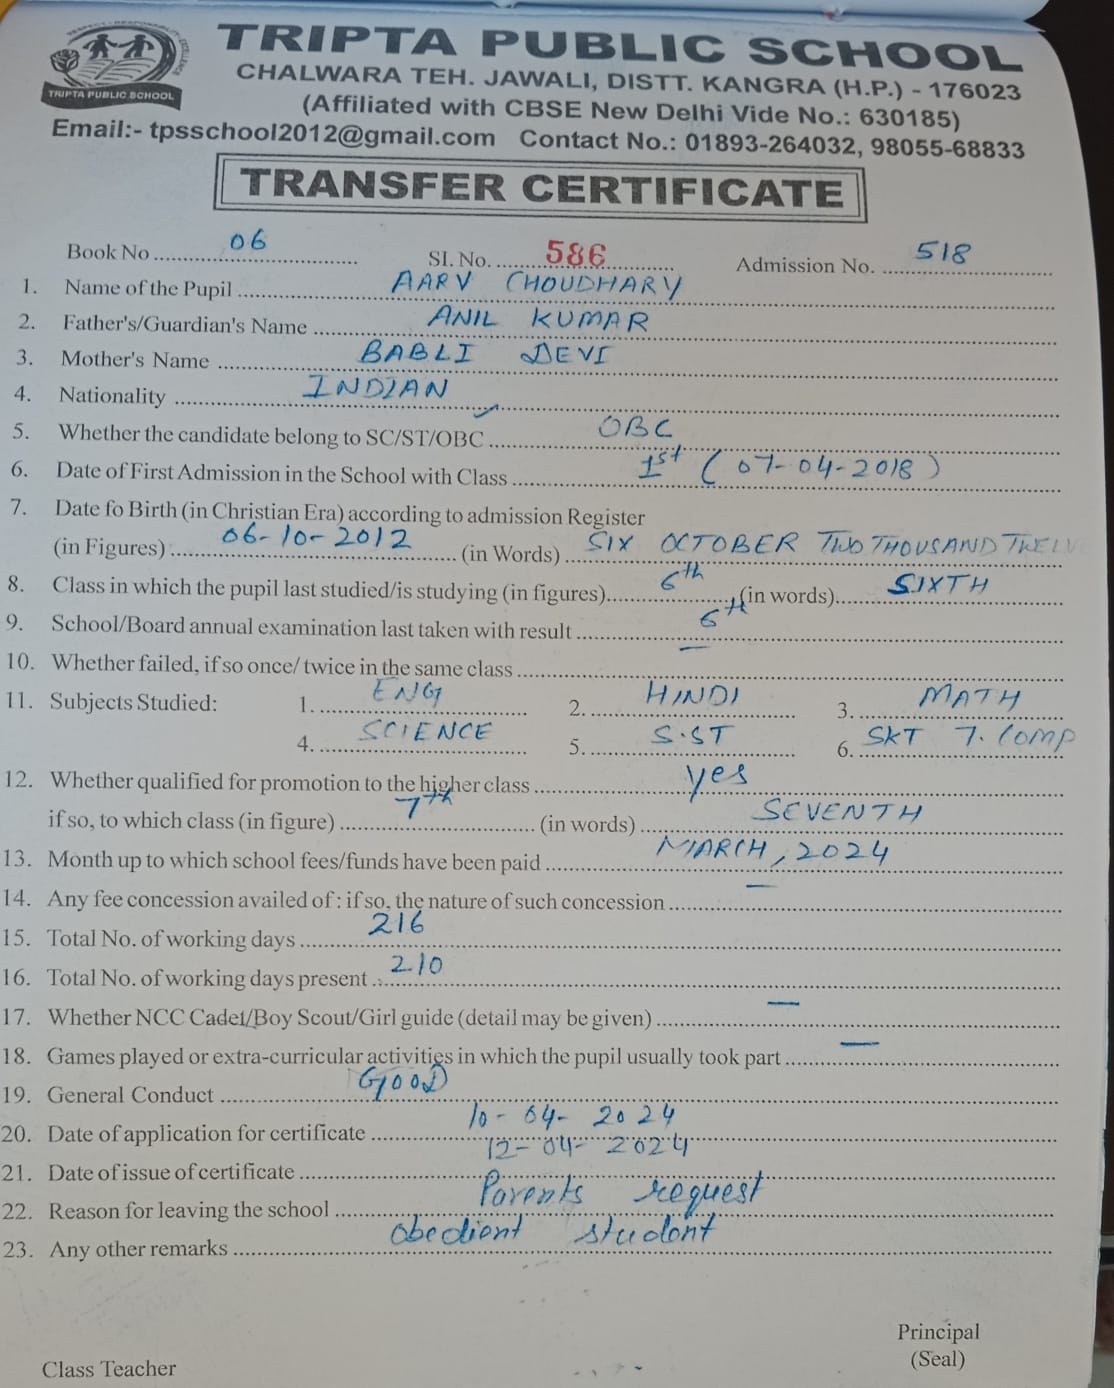 TRIPTA PUBLIC SCHOOL
TRIPTA PUBLIC SCHOOL
CHALWARA TEH. JAWALI, DISTT. KANGRA (H.P.) - 176023
(Affiliated with CBSE New Delhi Vide No.: 630185)
Email:- tpsschool2012@gmail.com Contact No.: 01893-264032, 98055-68833
TRANSFER CERTIFICATE
Book No 06 SI. No. 586 Admission No. 518
1. Name of the Pupil AARV CHOUDHARY
2. Father's/Guardian's Name ANIL KUMAR
3. Mother's Name BABLI DEVI
4. Nationality INDIAN
5. Whether the candidate belong to SC/ST/OBC OBC
6. Date of First Admission in the School with Class 1st (07-04-2018)
7. Date fo Birth (in Christian Era) according to admission Register
(in Figures) 06-10-2012 (in Words) SIX OCTOBER TWO THOUSAND TWELV
8. Class in which the pupil last studied/is studying (in figures) 6th (in words) SIXTH
9. School/Board annual examination last taken with result 6th
10. Whether failed, if so once/ twice in the same class —
11. Subjects Studied: 1. ENG 2. HINDI 3. MATH
4. SCIENCE 5. S.ST 6. SKT 7. COMP
12. Whether qualified for promotion to the higher class yes
if so, to which class (in figure) 7th (in words) SEVENTH
13. Month up to which school fees/funds have been paid MARCH, 2024
14. Any fee concession availed of : if so, the nature of such concession —
15. Total No. of working days 216
16. Total No. of working days present 210
17. Whether NCC Cadet/Boy Scout/Girl guide (detail may be given) —
18. Games played or extra-curricular activities in which the pupil usually took part —
19. General Conduct GOOD
20. Date of application for certificate 10-04-2024
21. Date of issue of certificate 12-04-2024
22. Reason for leaving the school Parents request
23. Any other remarks obedient student
Principal
Class Teacher (Seal)